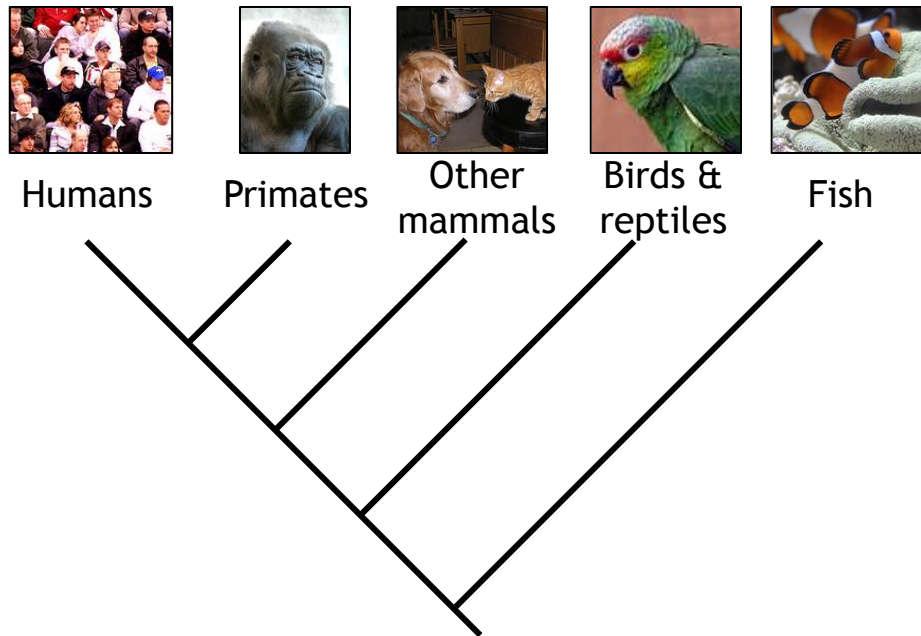 Humans
Primates
Other
mammals
Birds &
reptiles
Fish